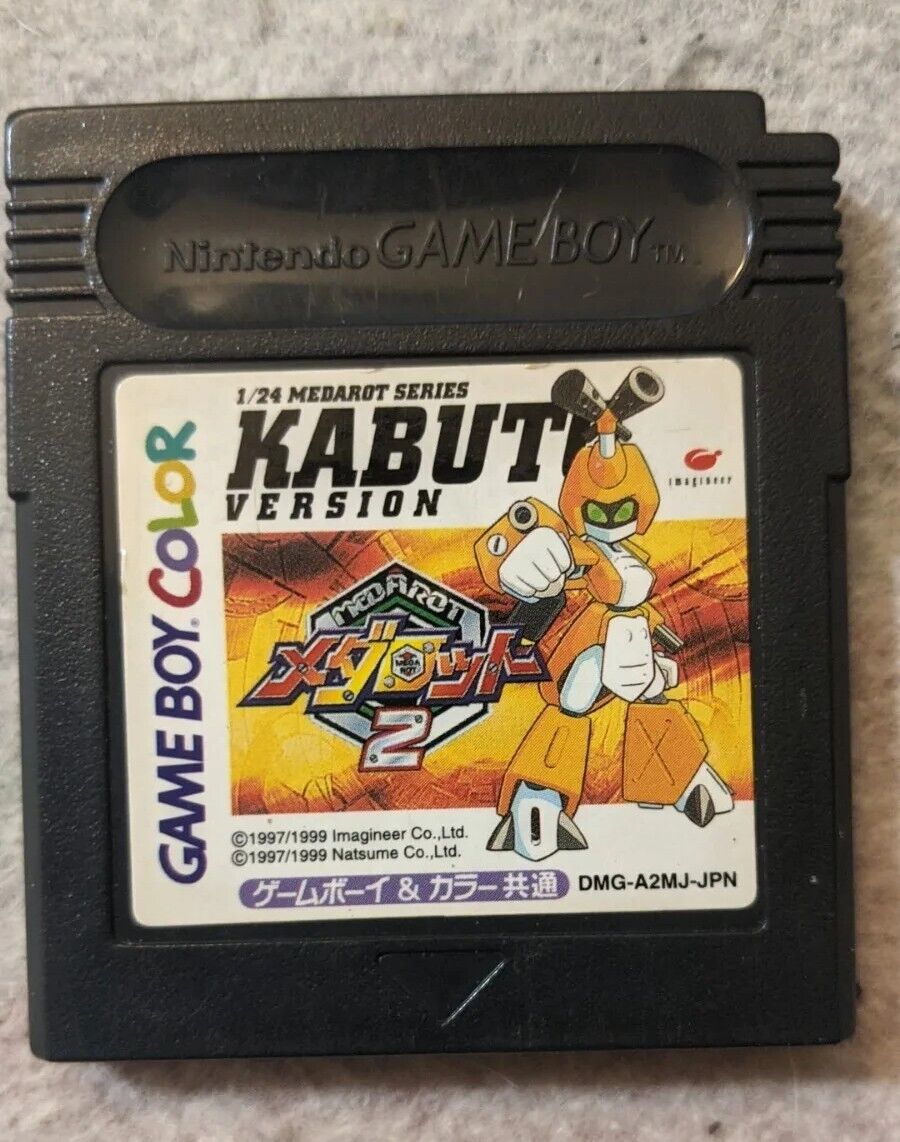 Nintendo GAME BOY TM
1/24 MEDAROT SERIES
KABUTO
VERSION
imagineer
GAME BOY COLOR
MEDAROT
メダロット
MEDA
ROT
2
©1997/1999 Imagineer Co.,Ltd.
©1997/1999 Natsume Co.,Ltd.
ゲームボーイ & カラー共通
DMG-A2MJ-JPN